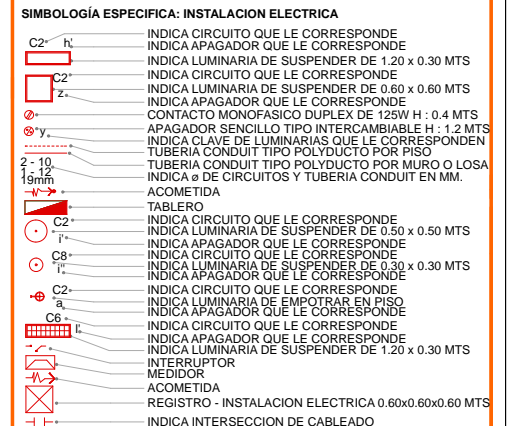 SIMBOLOGÍA ESPECIFICA: INSTALACION ELECTRICA
INDICA CIRCUITO QUE LE CORRESPONDE
C2 h'
INDICA APAGADOR QUE LE CORRESPONDE
INDICA LUMINARIA DE SUSPENDER DE 1.20 x 0.30 MTS
INDICA CIRCUITO QUE LE CORRESPONDE
C2
INDICA LUMINARIA DE SUSPENDER DE 0.60 x 0.60 MTS
z
INDICA APAGADOR QUE LE CORRESPONDE
CONTACTO MONOFASICO DUPLEX DE 125W H : 0.4 MTS
y
APAGADOR SENCILLO TIPO INTERCAMBIABLE H : 1.2 MTS
INDICA CLAVE DE LUMINARIAS QUE LE CORRESPONDEN
TUBERIA CONDUIT TIPO POLYDUCTO POR PISO
TUBERIA CONDUIT TIPO POLYDUCTO POR MURO O LOSA
2 - 10
1 - 12
19mm
INDICA ø DE CIRCUITOS Y TUBERIA CONDUIT EN MM.
ACOMETIDA
TABLERO
C2
INDICA CIRCUITO QUE LE CORRESPONDE
INDICA LUMINARIA DE SUSPENDER DE 0.50 x 0.50 MTS
i'
INDICA APAGADOR QUE LE CORRESPONDE
C8
INDICA CIRCUITO QUE LE CORRESPONDE
INDICA LUMINARIA DE SUSPENDER DE 0.30 x 0.30 MTS
i''
INDICA APAGADOR QUE LE CORRESPONDE
C2
INDICA CIRCUITO QUE LE CORRESPONDE
INDICA LUMINARIA DE EMPOTRAR EN PISO
a
INDICA APAGADOR QUE LE CORRESPONDE
C6
INDICA CIRCUITO QUE LE CORRESPONDE
l'
INDICA APAGADOR QUE LE CORRESPONDE
INDICA LUMINARIA DE SUSPENDER DE 1.20 x 0.30 MTS
INTERRUPTOR
MEDIDOR
ACOMETIDA
REGISTRO - INSTALACION ELECTRICA 0.60x0.60x0.60 MTS
INDICA INTERSECCION DE CABLEADO